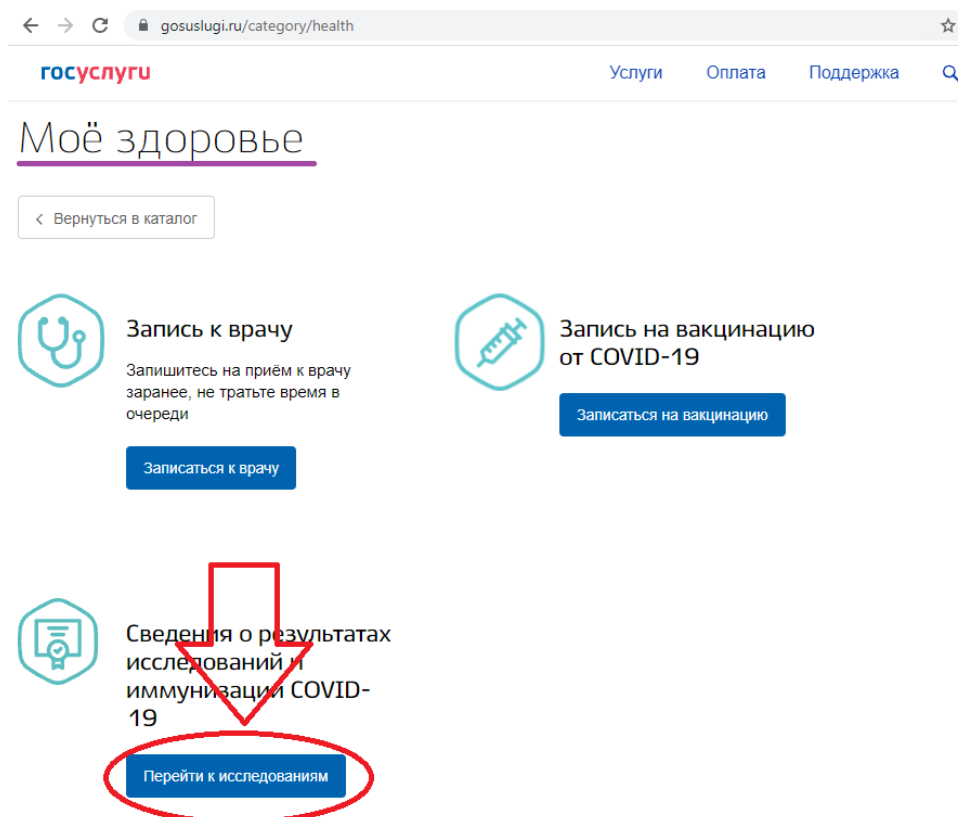 gosuslugi.ru/category/health
госуслуги
Услуги Оплата Поддержка
Моё здоровье
Вернуться в каталог
Запись к врачу
Запишитесь на приём к врачу
заранее, не тратьте время в
очереди
Записаться к врачу
Запись на вакцинацию
от COVID-19
Записаться на вакцинацию
Сведения о результатах
исследований и
иммунизации COVID-
19
Перейти к исследованиям